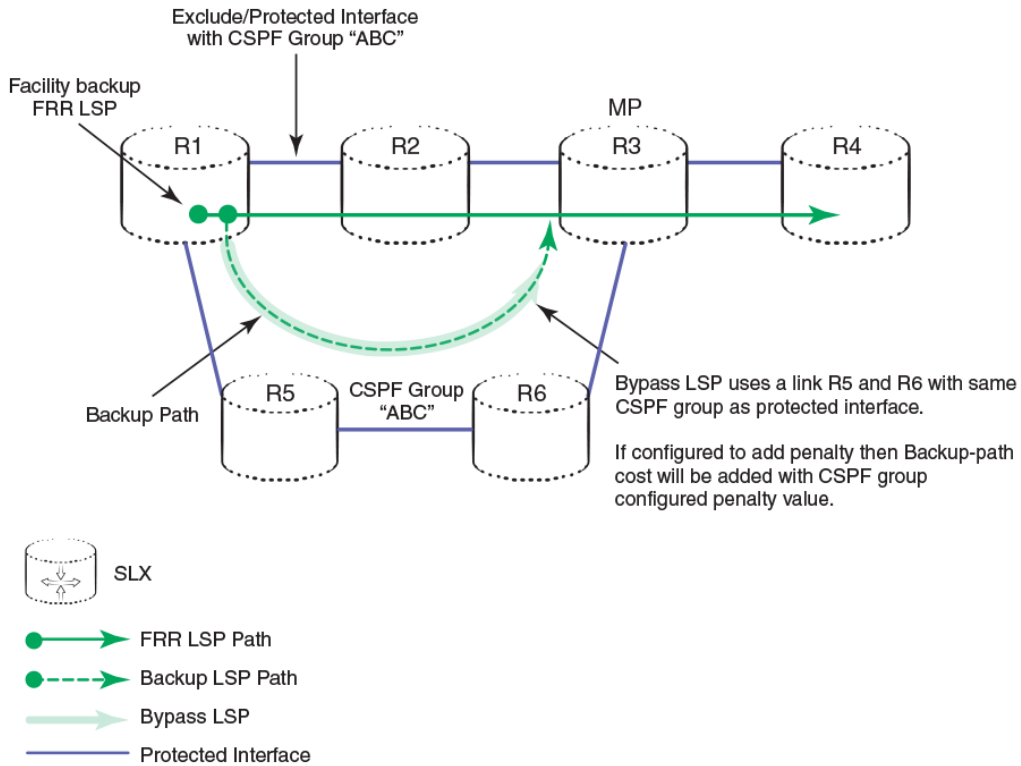 Exclude/Protected Interface
with CSPF Group “ABC”
Facility backup
FRR LSP
MP
R1
R2
R3
R4
Backup Path
R5
CSPF Group
“ABC”
R6
Bypass LSP uses a link R5 and R6 with same
CSPF group as protected interface.
If configured to add penalty then Backup-path
cost will be added with CSPF group
configured penalty value.
SLX
FRR LSP Path
Backup LSP Path
Bypass LSP
Protected Interface